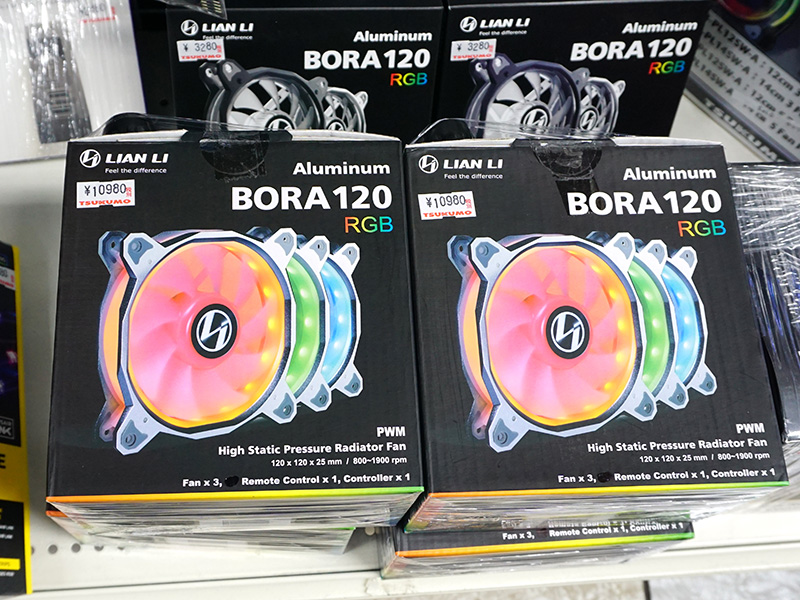 LIAN LI
Feel the difference
¥ 3280
TSUKUMO
Aluminum
BORA120
RGB
LIAN LI
Feel the difference
¥ 3280
TSUKUMO
Aluminum
BORA120
RGB
LIAN LI
Feel the difference
¥10980
TSUKUMO
Aluminum
BORA120
RGB
PWM
High Static Pressure Radiator Fan
120 x 120 x 25 mm / 800~1900 rpm
Fan x 3, Remote Control x 1, Controller x 1
LIAN LI
Feel the difference
¥10980
TSUKUMO
Aluminum
BORA120
RGB
PWM
High Static Pressure Radiator Fan
120 x 120 x 25 mm / 800~1900 rpm
Fan x 3, Remote Control x 1, Controller x 1
Fan x 3, Remote Control x 1, Controller x 1